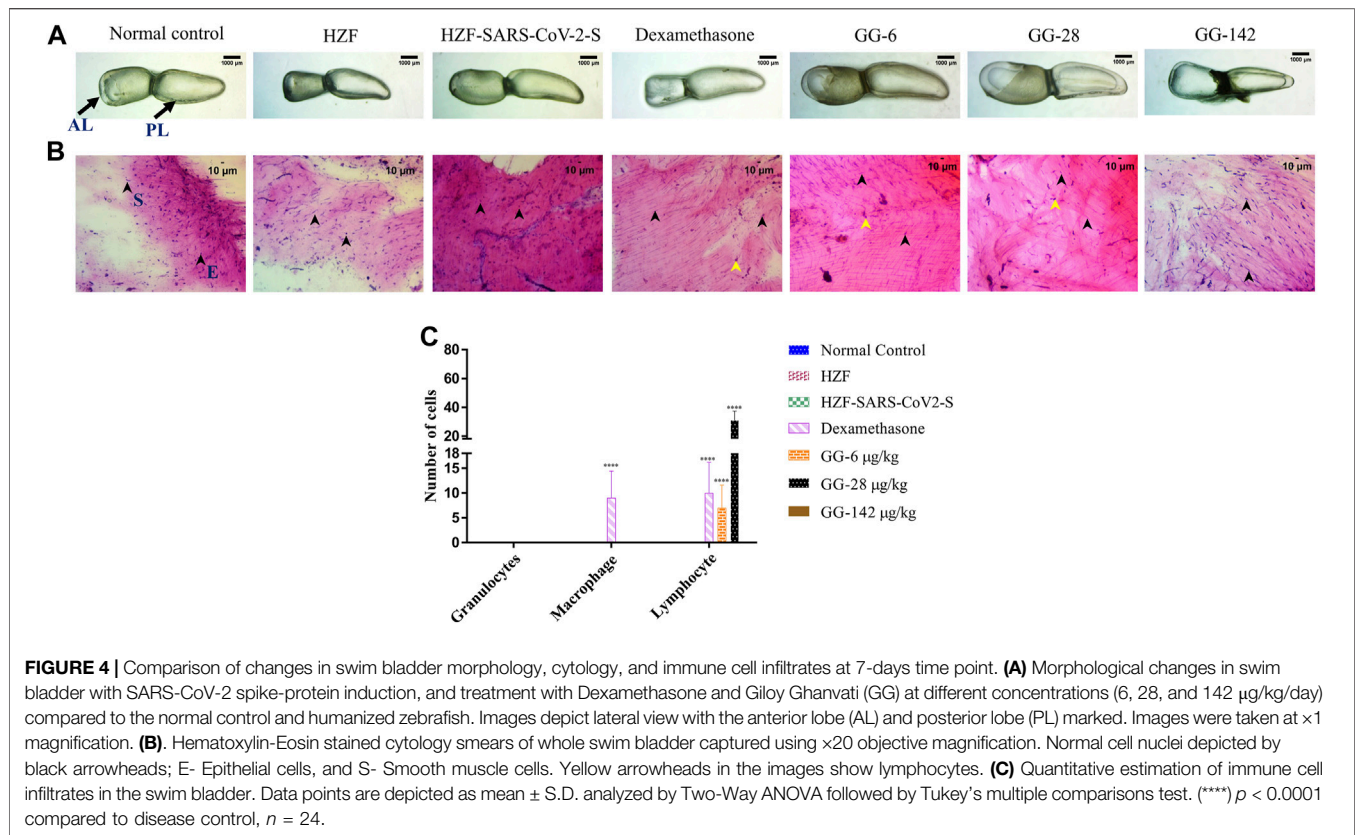 A
Normal control HZF HZF-SARS-CoV-2-S Dexamethasone GG-6 GG-28 GG-142
1000 μm 1000 μm 1000 μm 1000 μm 1000 μm 1000 μm 1000 μm
AL PL
B
10 μm 10 μm 10 μm 10 μm 10 μm 10 μm 10 μm
S
E
C
Number of cells
80
60
40
20
18
15
10
5
0
****
****
****
****
Granulocytes Macrophage Lymphocyte
Normal Control
HZF
HZF-SARS-CoV2-S
Dexamethasone
GG-6 μg/kg
GG-28 μg/kg
GG-142 μg/kg
FIGURE 4 | Comparison of changes in swim bladder morphology, cytology, and immune cell infiltrates at 7-days time point. (A) Morphological changes in swim
bladder with SARS-CoV-2 spike-protein induction, and treatment with Dexamethasone and Giloy Ghanvati (GG) at different concentrations (6, 28, and 142 μg/kg/day)
compared to the normal control and humanized zebrafish. Images depict lateral view with the anterior lobe (AL) and posterior lobe (PL) marked. Images were taken at ×1
magnification. (B). Hematoxylin-Eosin stained cytology smears of whole swim bladder captured using ×20 objective magnification. Normal cell nuclei depicted by
black arrowheads; E- Epithelial cells, and S- Smooth muscle cells. Yellow arrowheads in the images show lymphocytes. (C) Quantitative estimation of immune cell
infiltrates in the swim bladder. Data points are depicted as mean ± S.D. analyzed by Two-Way ANOVA followed by Tukey's multiple comparisons test. (****) p < 0.0001
compared to disease control, n = 24.